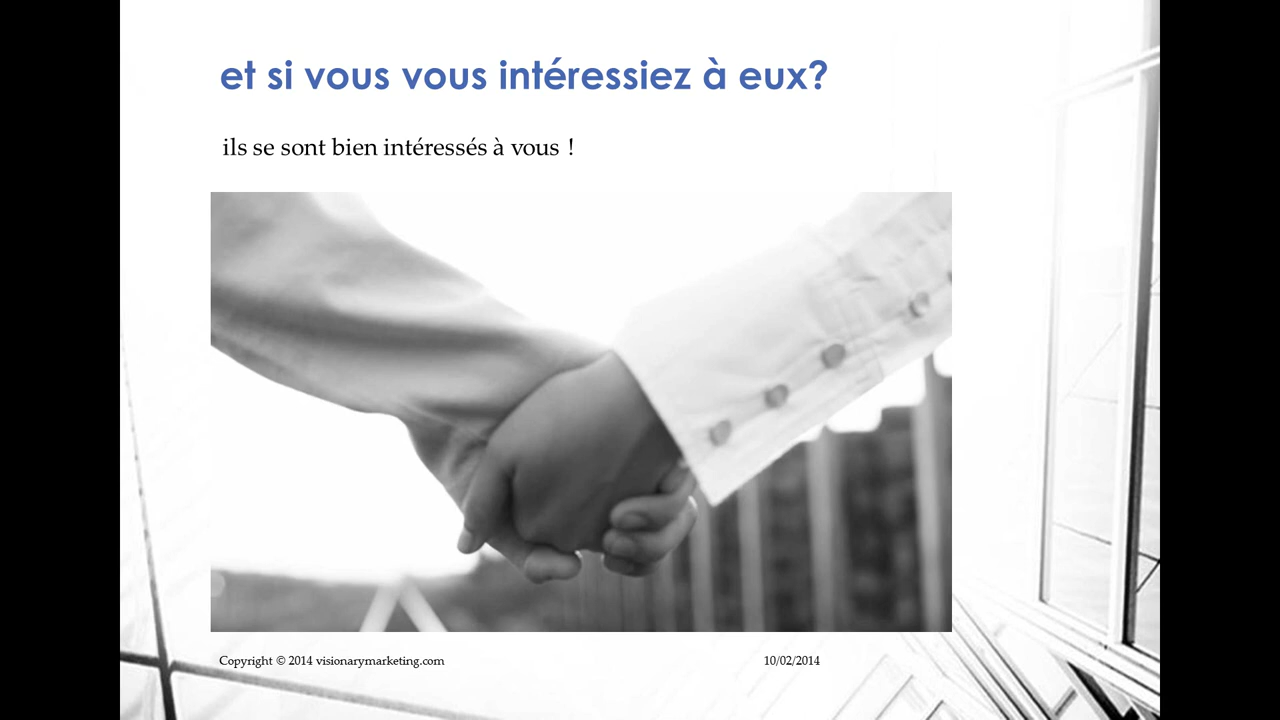 et si vous vous intéressiez à eux?
ils se sont bien intéressés à vous !
Copyright © 2014 visionarymarketing.com
10/02/2014